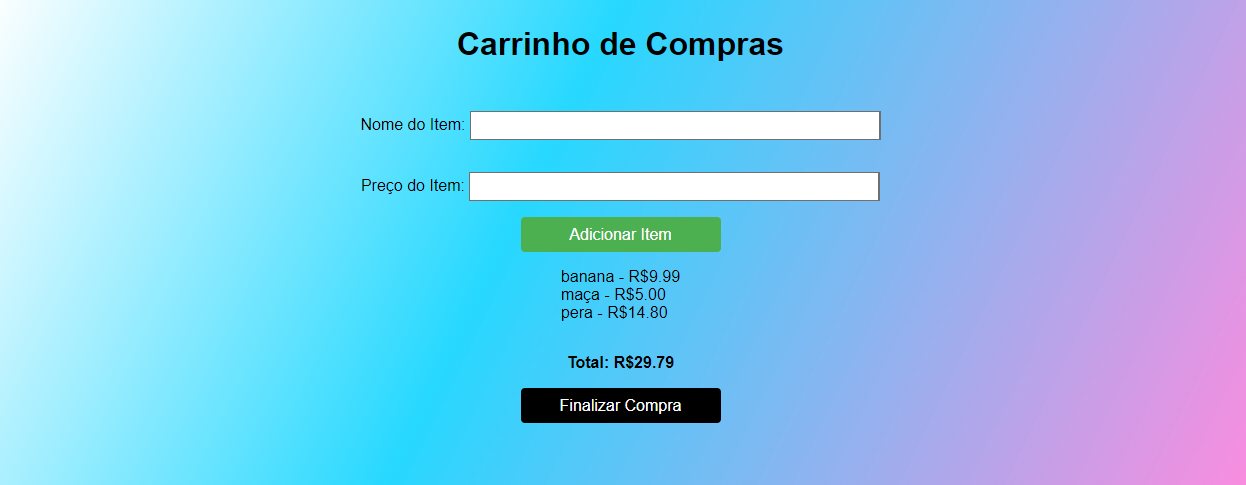 Carrinho de Compras
Nome do Item:
Preço do Item:
Adicionar Item
banana - R$9.99
maça - R$5.00
pera - R$14.80
Total: R$29.79
Finalizar Compra